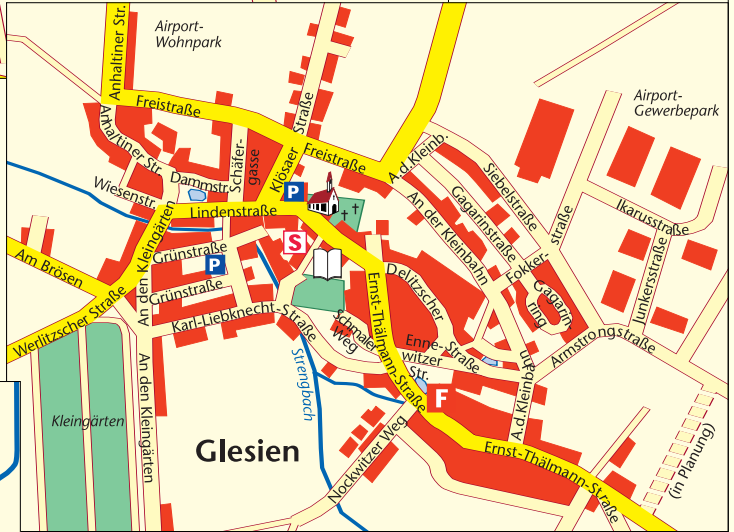 Anhaltiner Str.
Airport-
Wohnpark
Freistraße
Anhaltiner Str.
Klösaer Straße
Airport-
Gewerbepark
Freistraße
A.d.Kleinb.
Schäfer-
gasse
Dammstr.
Wiesenstr.
P
Siebelstraße
Gagarinstraße
An der Kleinbahn
Ikarusstraße
Lindenstraße
An den Kleingärten
S
Fokker-
straße
Junkersstraße
Grünstraße
P
Am Brösen
Grünstraße
Ernst-Thälmann-Straße
Delitzscher
Straße
Gagarin-
ring
Werlitzscher Straße
Karl-Liebknecht-Straße
Schmaler
Weg
Enne-
witzer
Str.
Armstrongstraße
Strengbach
A.d.Kleinbahn
An den Kleingärten
F
Kleingärten
Glesien
Nockwitzer Weg
Ernst-Thälmann-Straße
(in Planung)